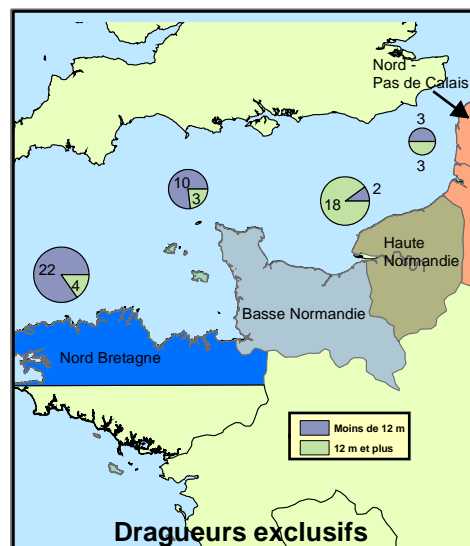 Nord -
Pas de Calais
3
3
10
3
2
18
Haute
Normandie
22
4
Basse Normandie
Nord Bretagne
Moins de 12 m
12 m et plus
Dragueurs exclusifs